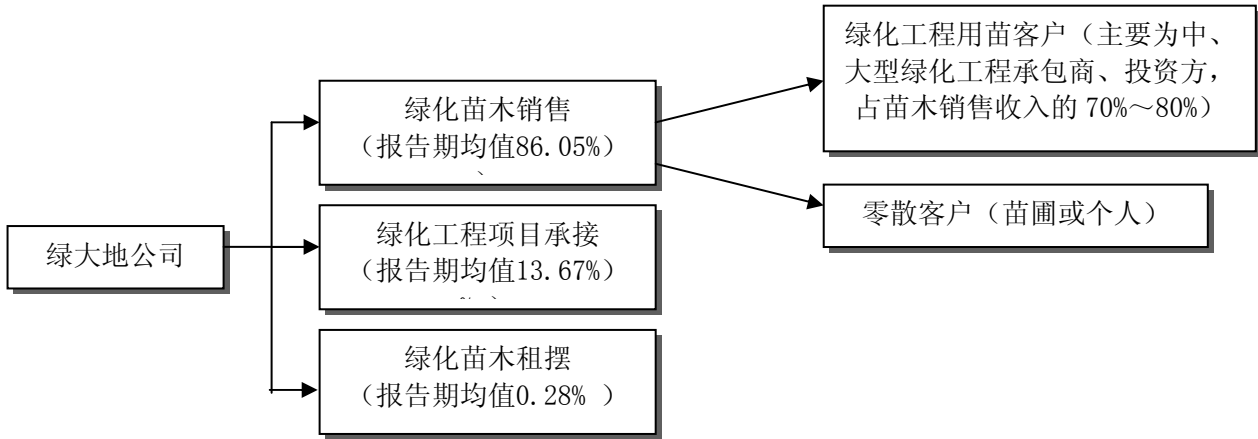 绿大地公司
绿化苗木销售
（报告期均值86.05%）
绿化工程项目承接
（报告期均值13.67%）
绿化苗木租摆
（报告期均值0.28% ）
绿化工程用苗客户（主要为中、
大型绿化工程承包商、投资方，
占苗木销售收入的 70%～80%）
零散客户（苗圃或个人）